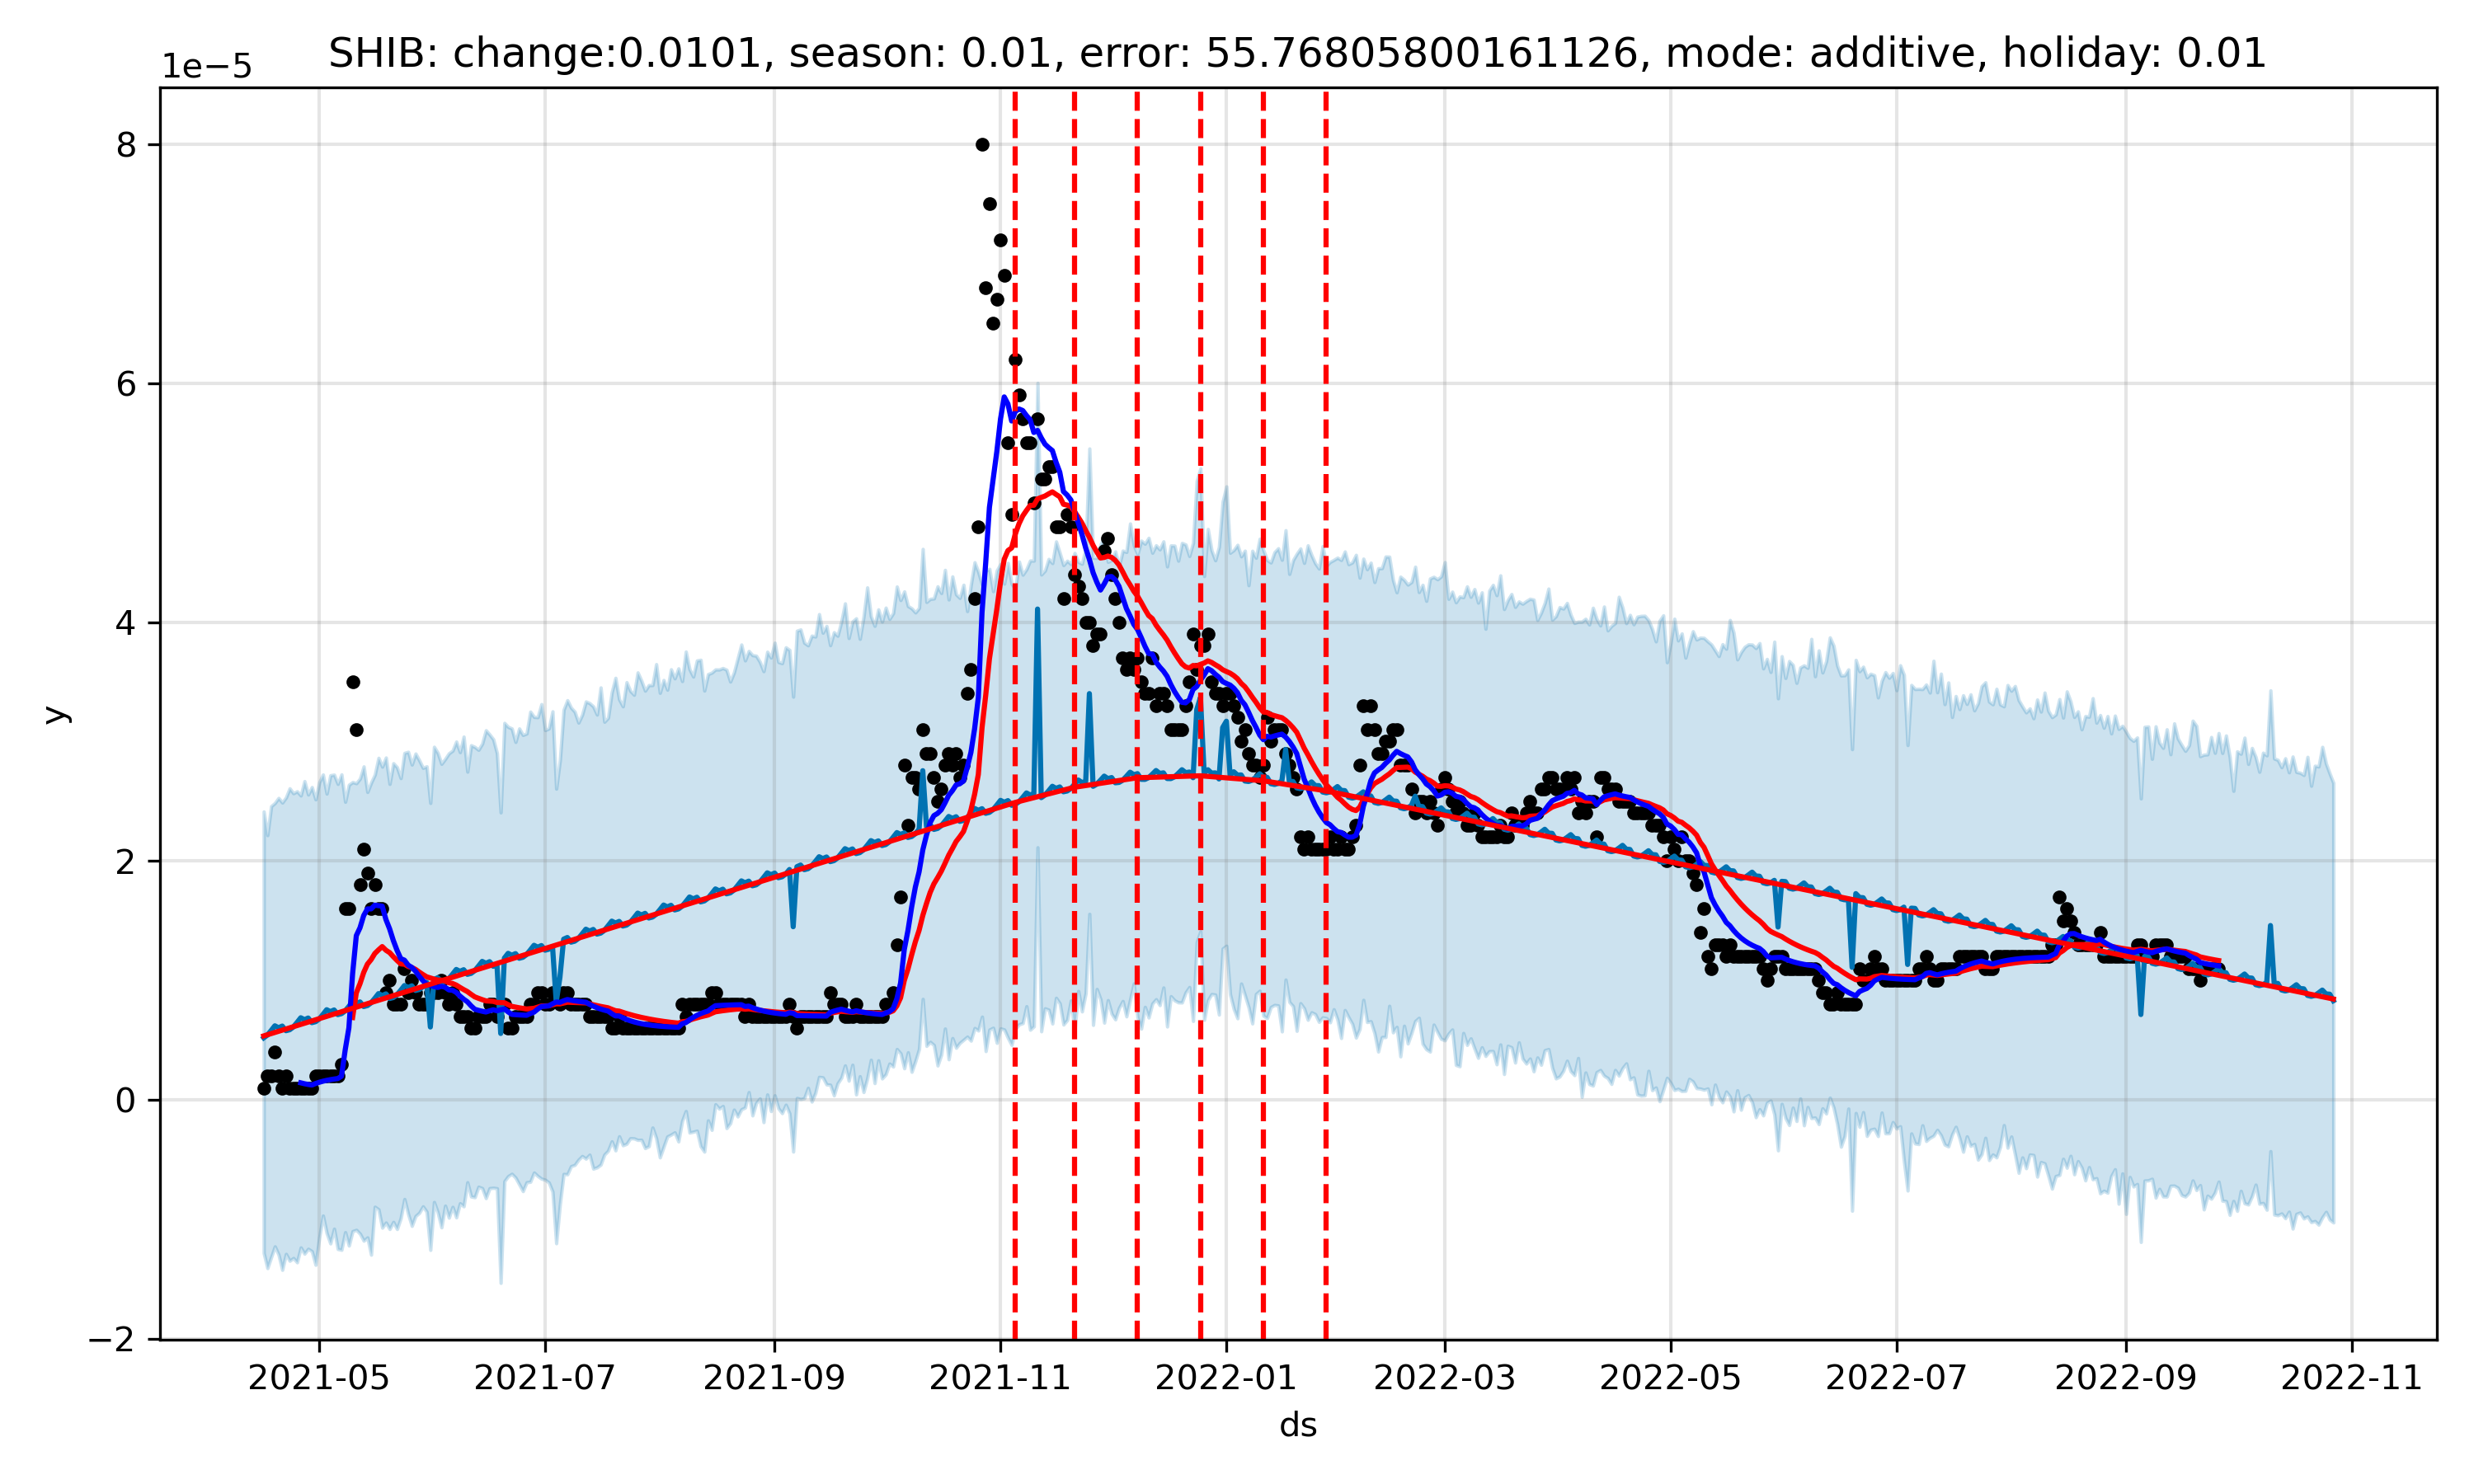 SHIB: change:0.0101, season: 0.01, error: 55.76805800161126, mode: additive, holiday: 0.01
1e−5
8
6
4
2
0
−2
y
2021-05 2021-07 2021-09 2021-11 2022-01 2022-03 2022-05 2022-07 2022-09 2022-11
ds